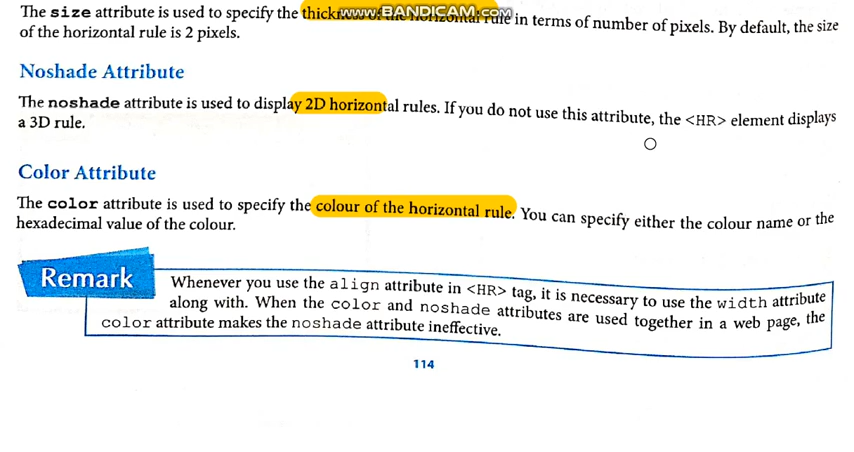 The size attribute is used to specify the thickness of the horizontal rule in terms of number of pixels. By default, the size
www.BANDICAM.com
of the horizontal rule is 2 pixels.
Noshade Attribute
The noshade attribute is used to display 2D horizontal rules. If you do not use this attribute, the <HR> element displays
a 3D rule.
Color Attribute
The color attribute is used to specify the colour of the horizontal rule. You can specify either the colour name or the
hexadecimal value of the colour.
Remark
Whenever you use the align attribute in <HR> tag, it is necessary to use the width attribute
along with. When the color and noshade attributes are used together in a web page, the
color attribute makes the noshade attribute ineffective.
114